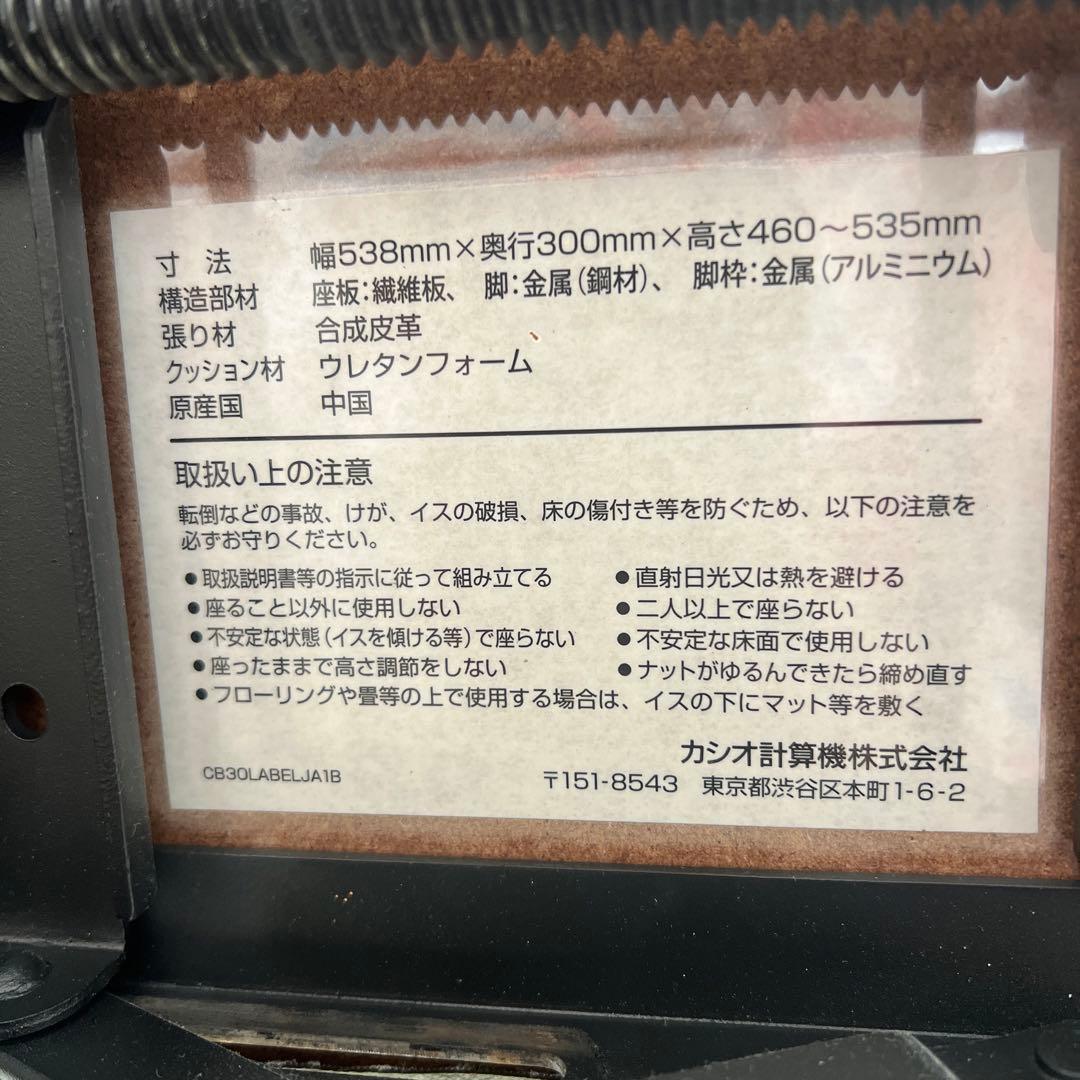 寸 法 幅538mm×奥行300mm×高さ460～535mm
構造部材 座板:繊維板、 脚:金属(鋼材)、 脚枠:金属(アルミニウム)
張り材 合成皮革
クッション材 ウレタンフォーム
原産国 中国
取扱い上の注意
転倒などの事故、けが、イスの破損、床の傷付き等を防ぐため、以下の注意を
必ずお守りください。
●取扱説明書等の指示に従って組み立てる ●直射日光又は熱を避ける
●座ること以外に使用しない ●二人以上で座らない
●不安定な状態(イスを傾ける等)で座らない ●不安定な床面で使用しない
●座ったままで高さ調節をしない ●ナットがゆるんできたら締め直す
●フローリングや畳等の上で使用する場合は、イスの下にマット等を敷く
カシオ計算機株式会社
CB30LABELJA1B 〒151-8543 東京都渋谷区本町1-6-2